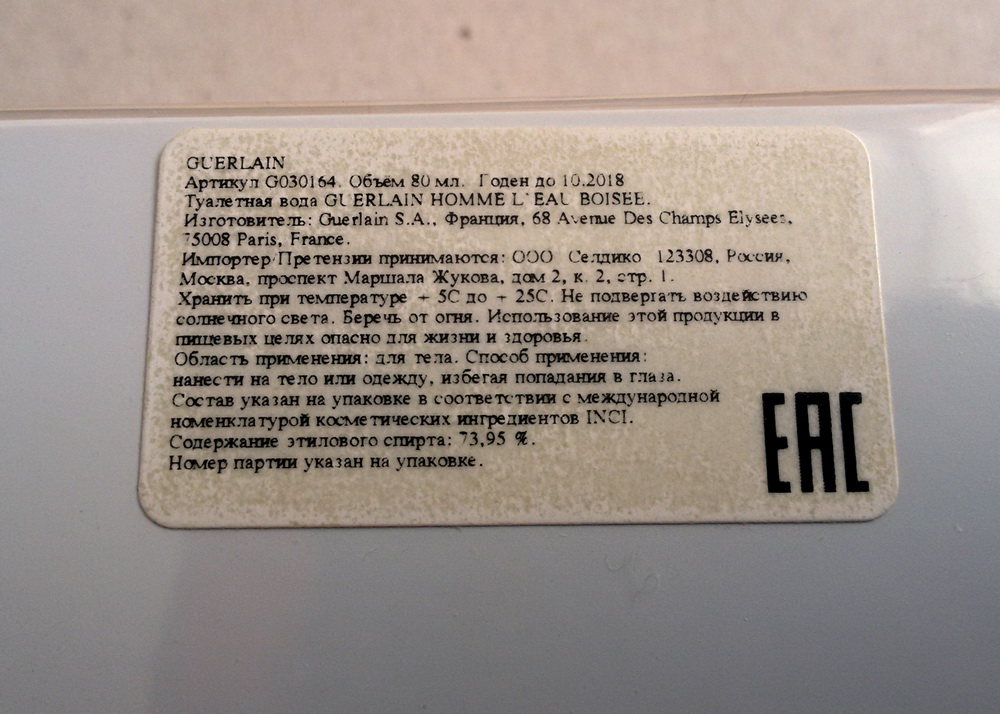 GUERLAIN
Артикул G030164. Объём 80 мл. Годен до 10.2018
Туалетная вода GUERLAIN HOMME L'EAU BOISEE.
Изготовитель: Guerlain S.A., Франция, 68 Avenue Des Champs Elysees,
75008 Paris, France.
Импортер/Претензии принимаются: ООО Селдико 123308, Россия,
Москва, проспект Маршала Жукова, дом 2, к. 2, стр. 1.
Хранить при температуре + 5С до + 25С. Не подвергать воздействию
солнечного света. Беречь от огня. Использование этой продукции в
пищевых целях опасно для жизни и здоровья.
Область применения: для тела. Способ применения:
нанести на тело или одежду, избегая попадания в глаза.
Состав указан на упаковке в соответствии с международной
номенклатурой косметических ингредиентов INCI.
Содержание этилового спирта: 73,95 %.
Номер партии указан на упаковке.
EAC